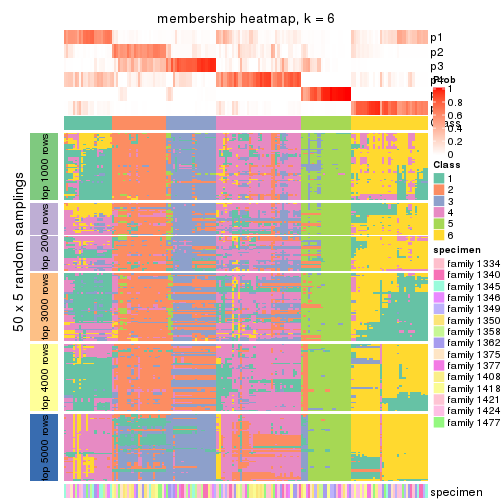 membership heatmap, k = 6
p1
p2
p3
Prob
1
0.8
0.6
0.4
0.2
0
Class
1
2
3
4
5
6
specimen
family 1334
family 1340
family 1345
family 1346
family 1349
family 1350
family 1358
family 1362
family 1375
family 1377
family 1408
family 1418
family 1421
family 1424
family 1477
50 x 5 random samplings
top 1000 rows
top 2000 rows
top 3000 rows
top 4000 rows
top 5000 rows
specimen